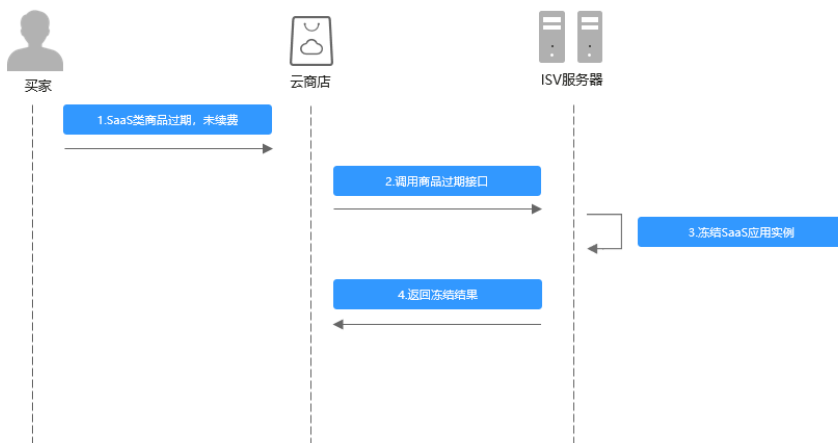 买家
云商店
ISV服务器
1.SaaS类商品过期，未续费
2.调用商品过期接口
3.冻结SaaS应用实例
4.返回冻结结果